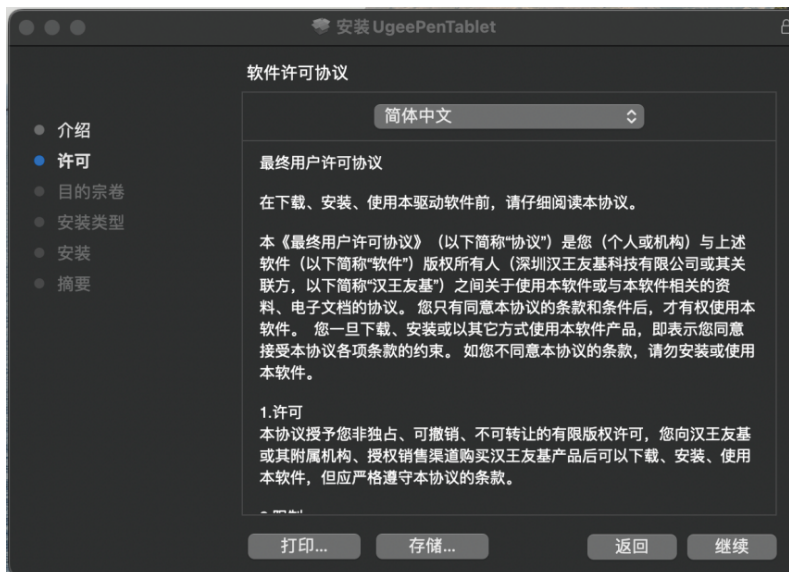 安装 UgeePenTablet
软件许可协议
介绍
许可
目的宗卷
安装类型
安装
摘要
简体中文
最终用户许可协议
在下载、安装、使用本驱动软件前，请仔细阅读本协议。
本《最终用户许可协议》（以下简称“协议”）是您（个人或机构）与上述
软件（以下简称“软件”）版权所有人（深圳汉王友基科技有限公司或其关
联方，以下简称“汉王友基”）之间关于使用本软件或与本软件相关的资
料、电子文档的协议。 您只有同意本协议的条款和条件后，才有权使用本
软件。 您一旦下载、安装或以其它方式使用本软件产品，即表示您同意
接受本协议各项条款的约束。 如您不同意本协议的条款，请勿安装或使用
本软件。
1.许可
本协议授予您非独占、可撤销、不可转让的有限版权许可，您向汉王友基
或其附属机构、授权销售渠道购买汉王友基产品后可以下载、安装、使用
本软件，但应严格遵守本协议的条款。
打印...
存储...
返回
继续